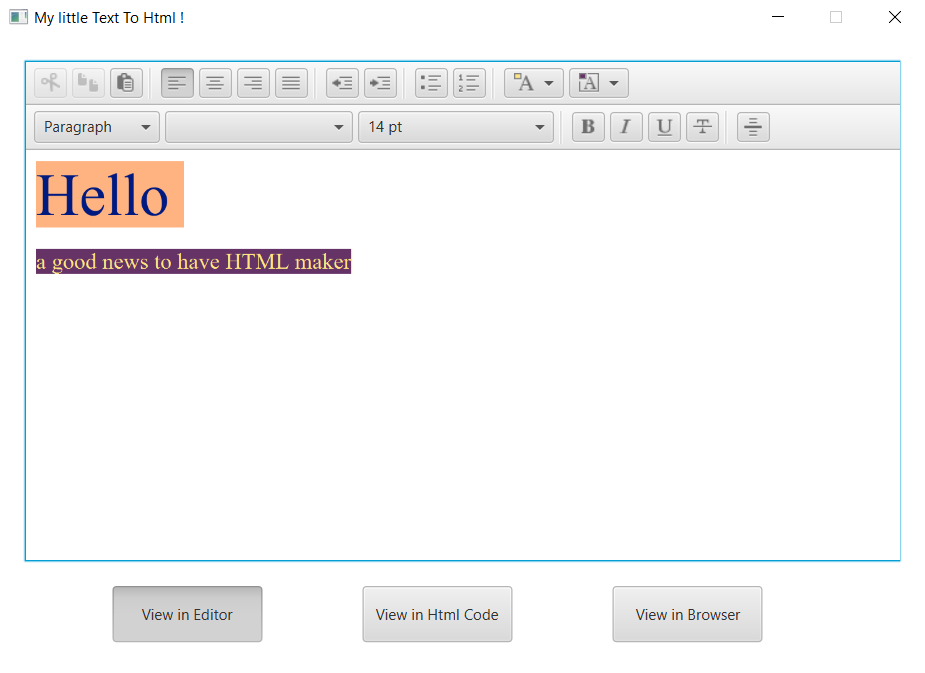 My little Text To Html !
Paragraph 14 pt B I U T
Hello
a good news to have HTML maker
View in Editor View in Html Code View in Browser